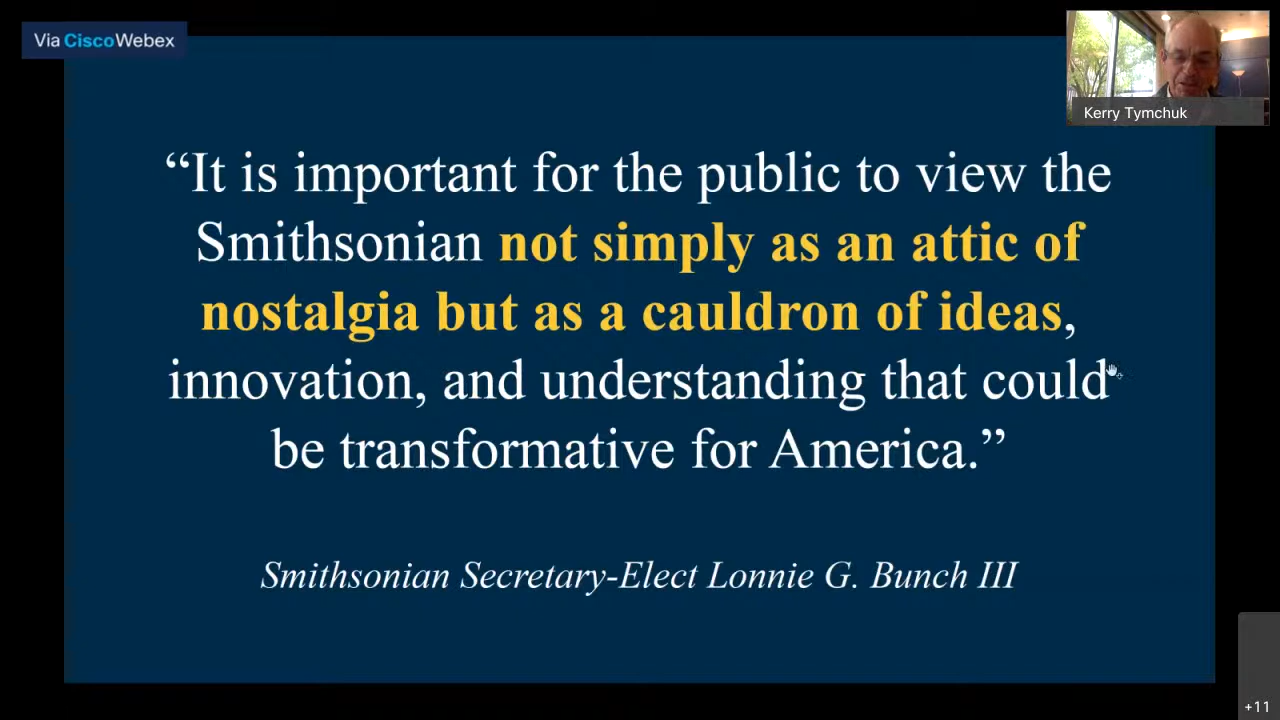 Via CiscoWebex
Kerry Tymchuk
“It is important for the public to view the
Smithsonian not simply as an attic of
nostalgia but as a cauldron of ideas,
innovation, and understanding that could
be transformative for America.”
Smithsonian Secretary-Elect Lonnie G. Bunch III
+11